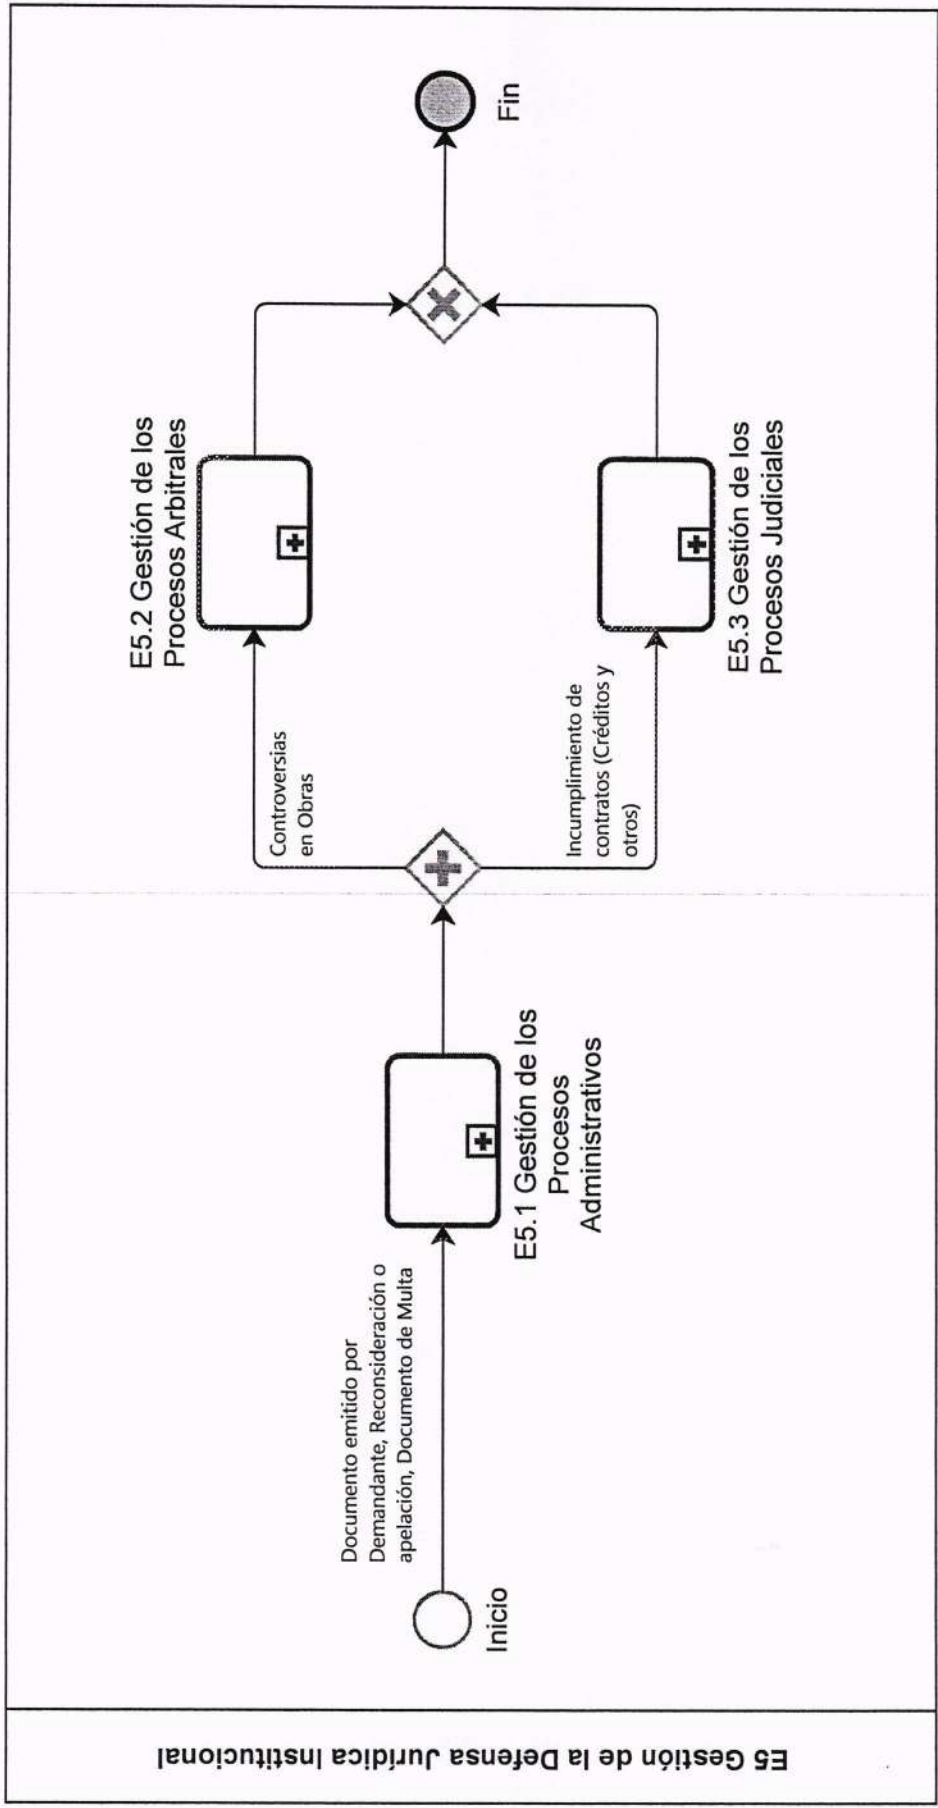 E5 Gestión de la Defensa Jurídica Institucional
Inicio
Documento emitido por
Demandante, Reconsideración o
apelación, Documento de Multa
E5.1 Gestión de los
Procesos
Administrativos
Controversias
en Obras
Incumplimiento de
contratos (Créditos y
otros)
E5.2 Gestión de los
Procesos Arbitrales
E5.3 Gestión de los
Procesos Judiciales
Fin